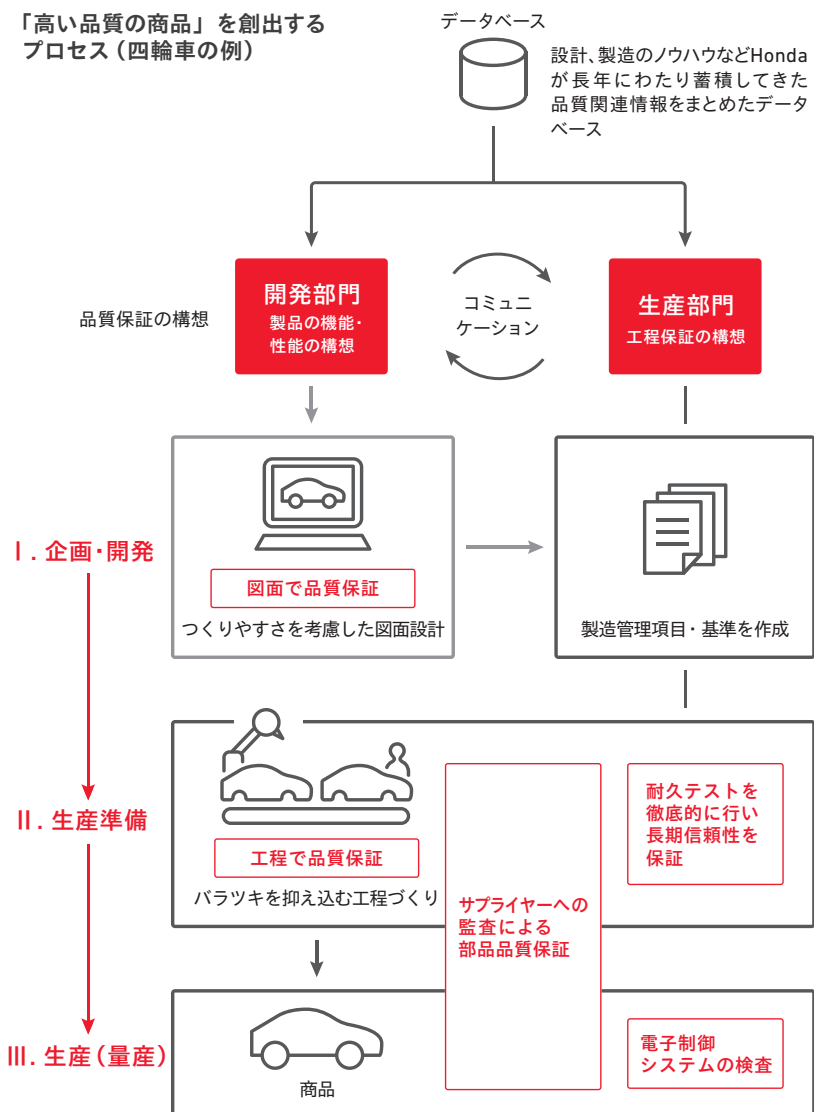 「高い品質の商品」を創出する
プロセス（四輪車の例）
データベース
設計、製造のノウハウなどHonda
が長年にわたり蓄積してきた
品質関連情報をまとめたデータ
ベース
品質保証の構想
開発部門
製品の機能・
性能の構想
コミュニ
ケーション
生産部門
工程保証の構想
Ⅰ. 企画・開発
図面で品質保証
つくりやすさを考慮した図面設計
製造管理項目・基準を作成
Ⅱ. 生産準備
工程で品質保証
バラツキを抑え込む工程づくり
サプライヤーへの
監査による
部品品質保証
耐久テストを
徹底的に行い
長期信頼性を
保証
Ⅲ. 生産（量産）
商品
電子制御
システムの検査